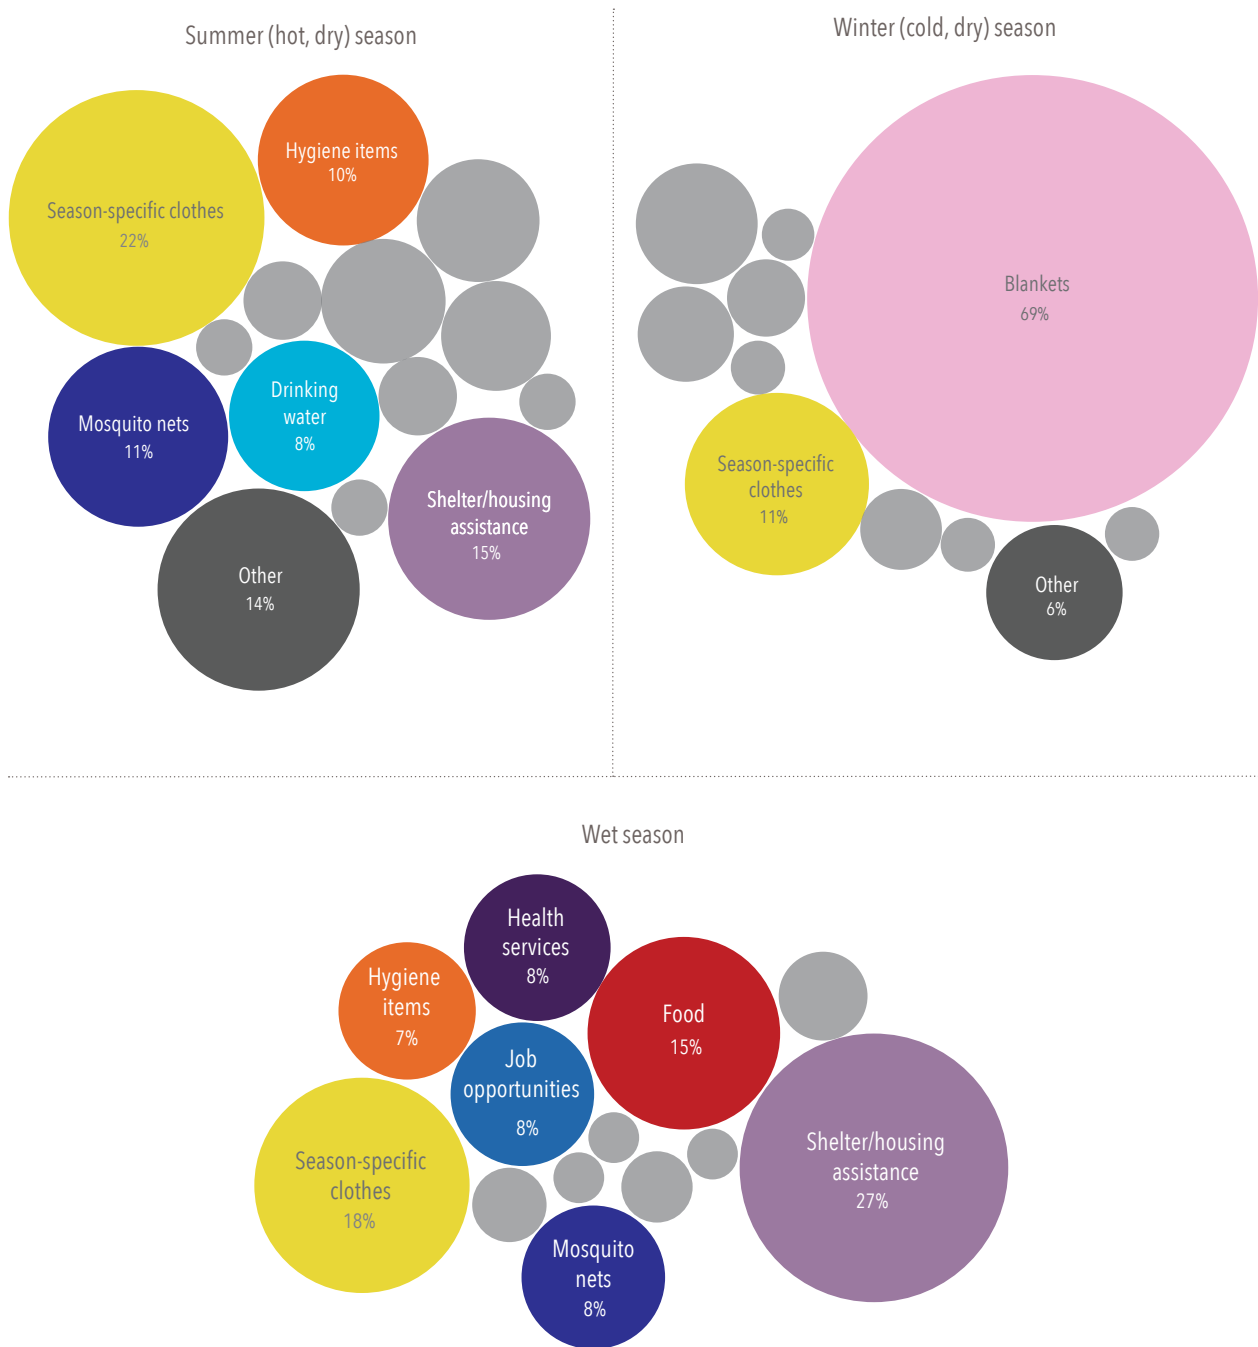 Summer (hot, dry) season
Hygiene items
10%
Season-specific clothes
22%
Drinking
water
8%
Mosquito nets
11%
Shelter/housing
assistance
15%
Other
14%
Winter (cold, dry) season
Blankets
69%
Season-specific
clothes
11%
Other
6%
Wet season
Health
services
8%
Hygiene
items
7%
Food
15%
Job
opportunities
8%
Season-specific
clothes
18%
Shelter/housing
assistance
27%
Mosquito
nets
8%